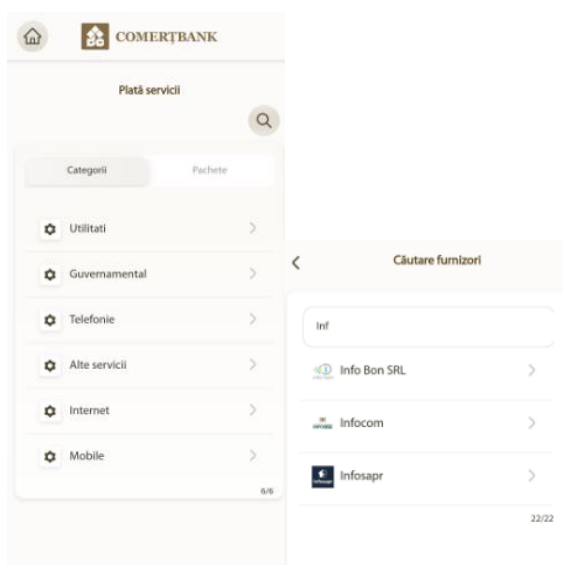 COMERȚBANK
Plată servicii
Categorii Pachete
Utilitati
Guvernamental
Telefonie
Alte servicii
Internet
Mobile
6/6
Căutare furnizori
Inf
Info Bon SRL
Infocom
Infosapr
22/22